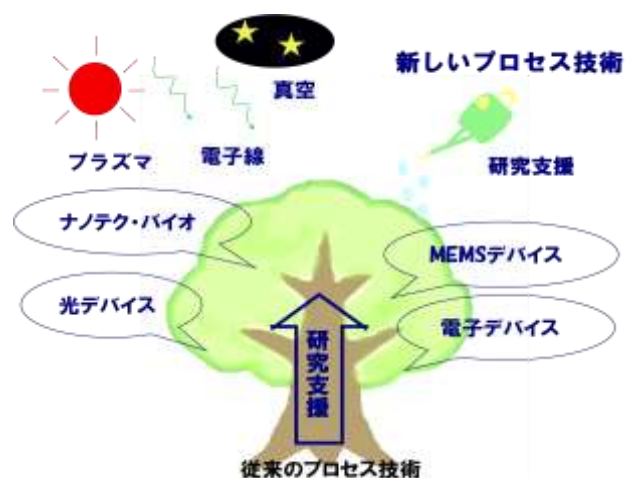 新しいプロセス技術
真空
プラズマ
電子線
研究支援
ナノテク・バイオ
MEMSデバイス
光デバイス
電子デバイス
研究支援
従来のプロセス技術